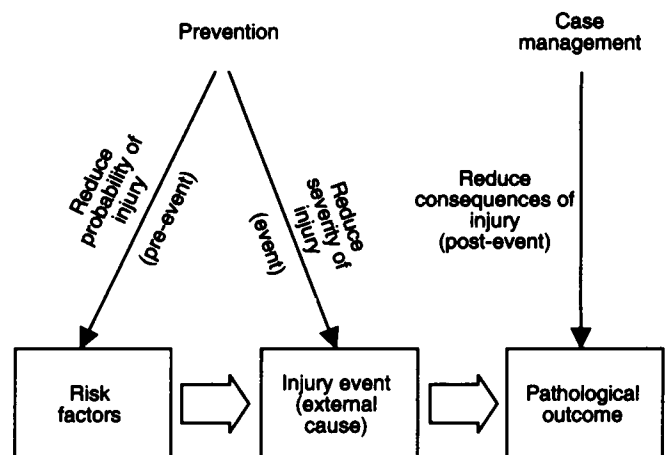 Prevention
Case
management
Reduce
probability of
injury
(pre-event)
Reduce
severity of
injury
(event)
Reduce
consequences of
injury
(post-event)
Risk
factors
Injury event
(external
cause)
Pathological
outcome